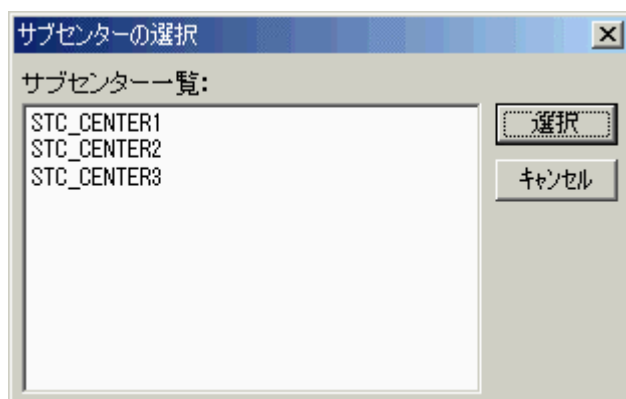 サブセンターの選択
サブセンター一覧:
STC_CENTER1
STC_CENTER2
STC_CENTER3
選択
キャンセル